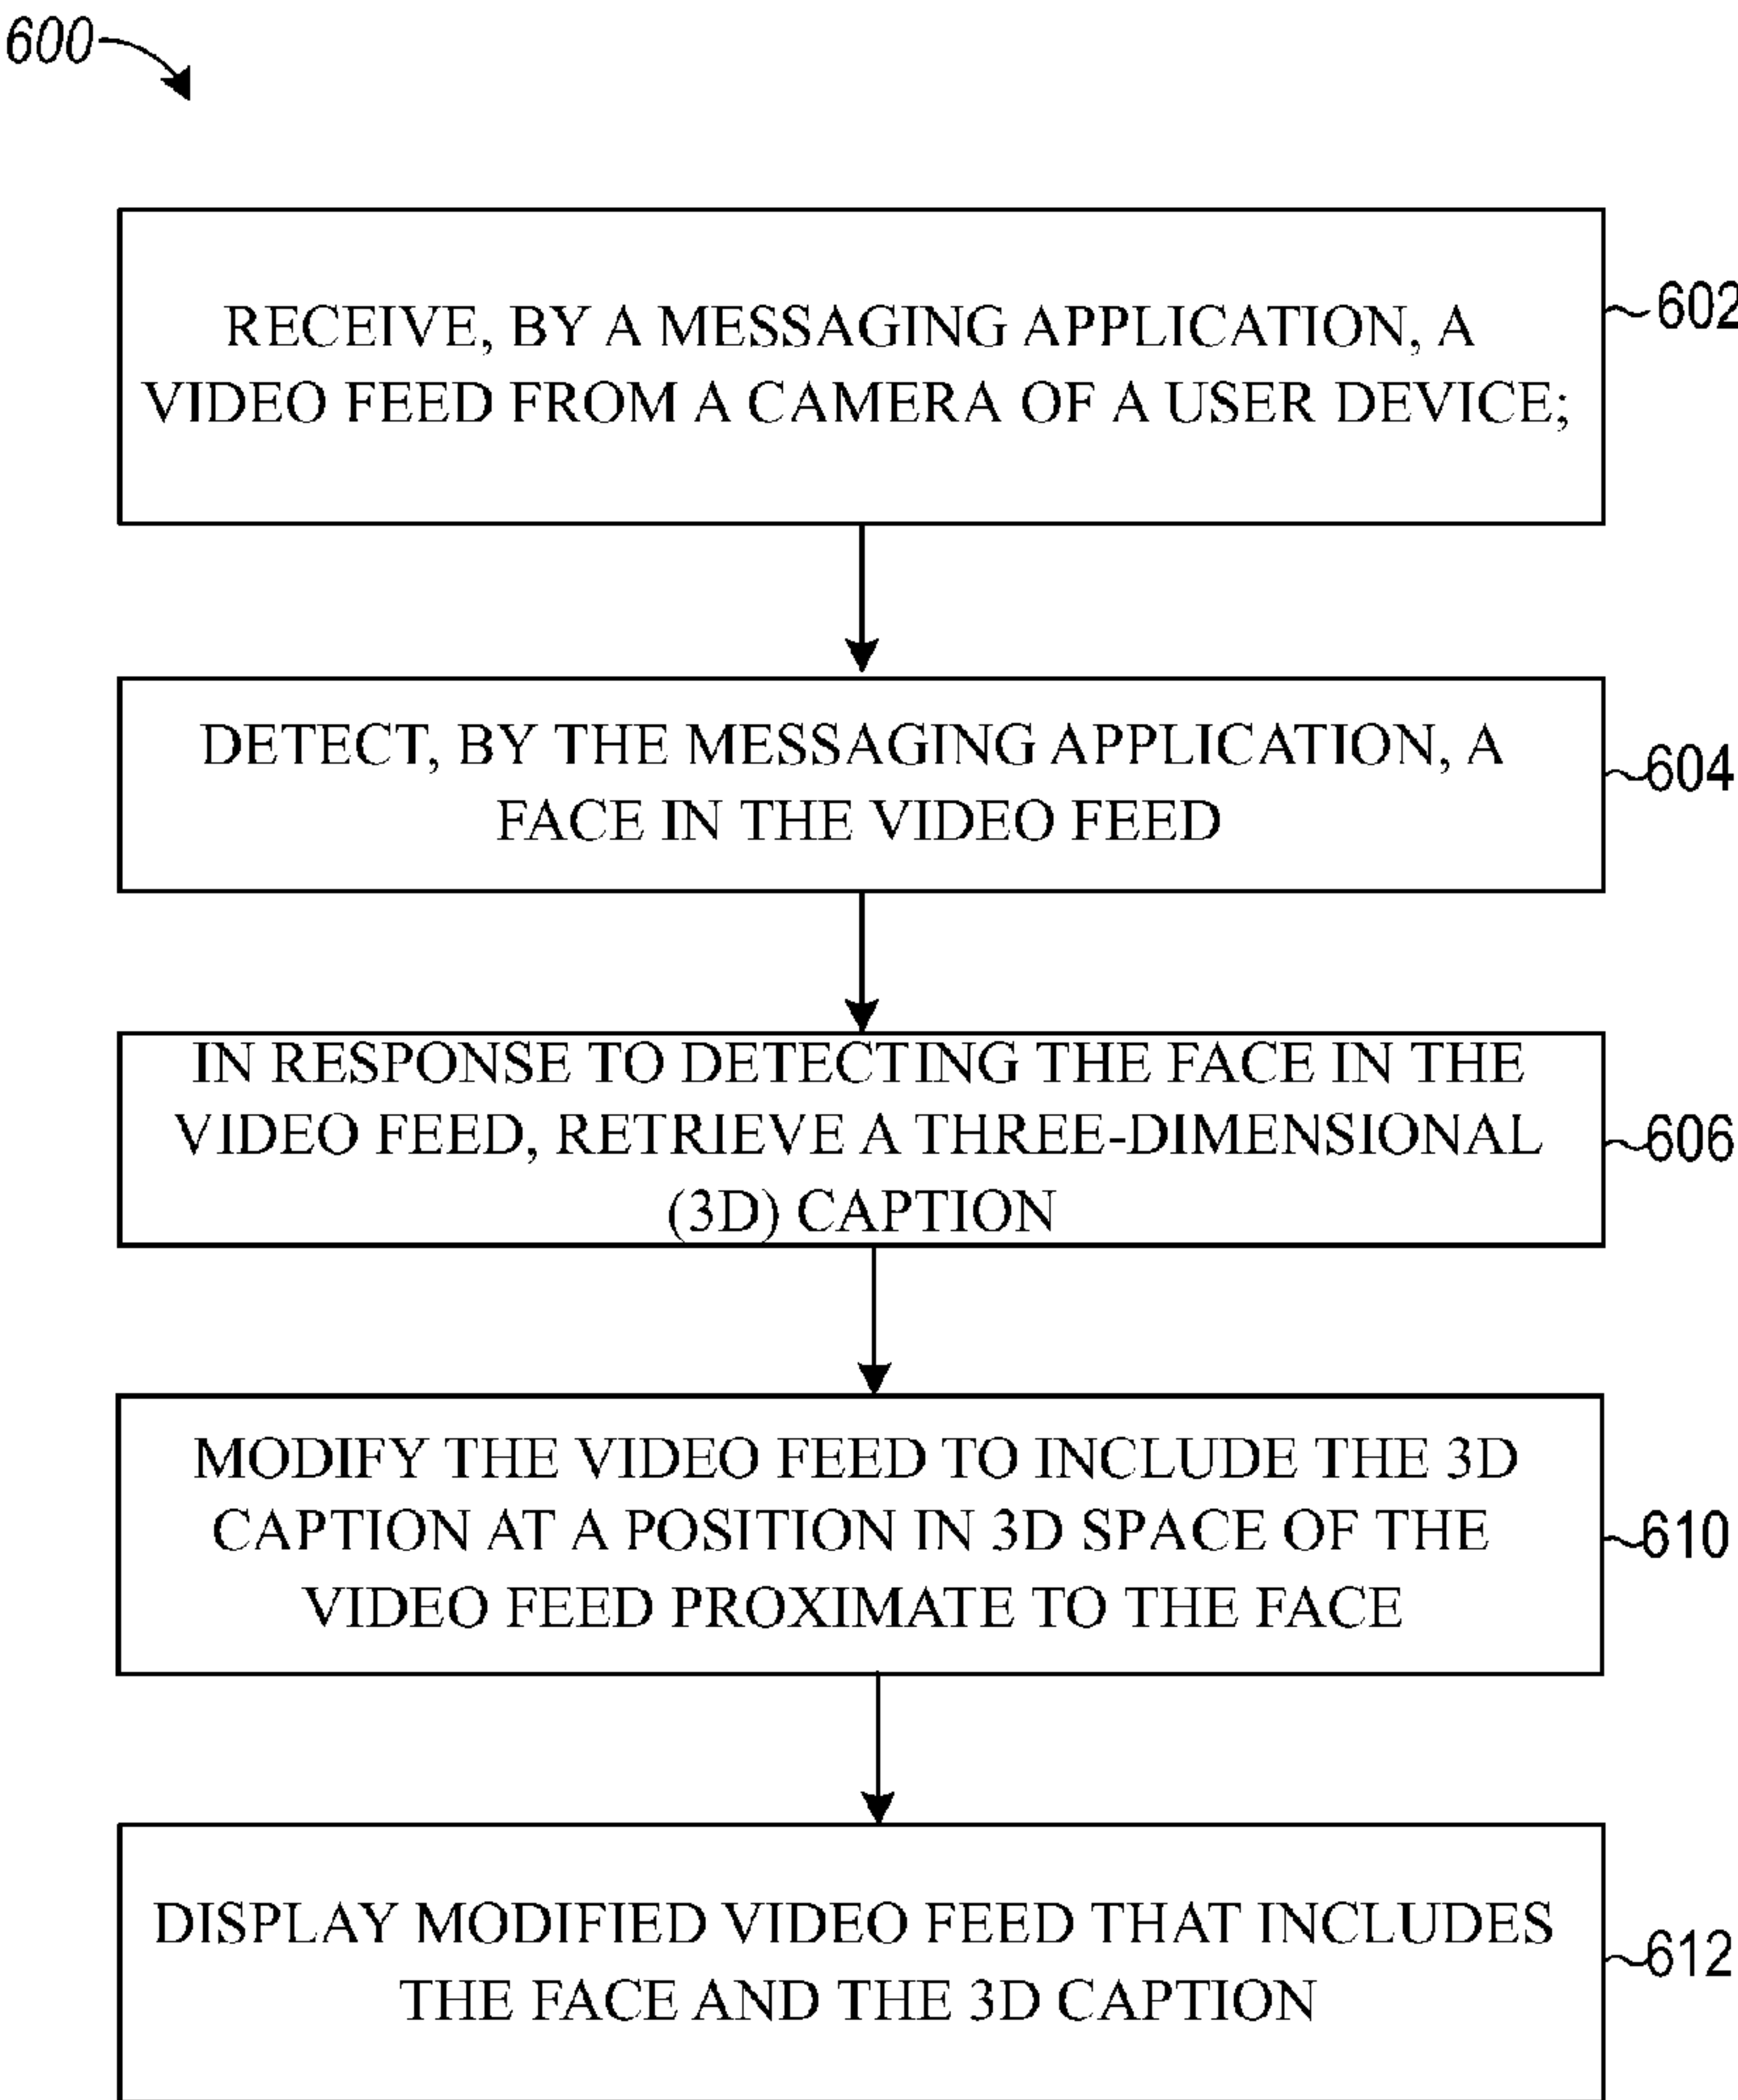 600
RECEIVE, BY A MESSAGING APPLICATION, A
VIDEO FEED FROM A CAMERA OF A USER DEVICE;
602
DETECT, BY THE MESSAGING APPLICATION, A
FACE IN THE VIDEO FEED
604
IN RESPONSE TO DETECTING THE FACE IN THE
VIDEO FEED, RETRIEVE A THREE-DIMENSIONAL
(3D) CAPTION
606
MODIFY THE VIDEO FEED TO INCLUDE THE 3D
CAPTION AT A POSITION IN 3D SPACE OF THE
VIDEO FEED PROXIMATE TO THE FACE
610
DISPLAY MODIFIED VIDEO FEED THAT INCLUDES
THE FACE AND THE 3D CAPTION
612